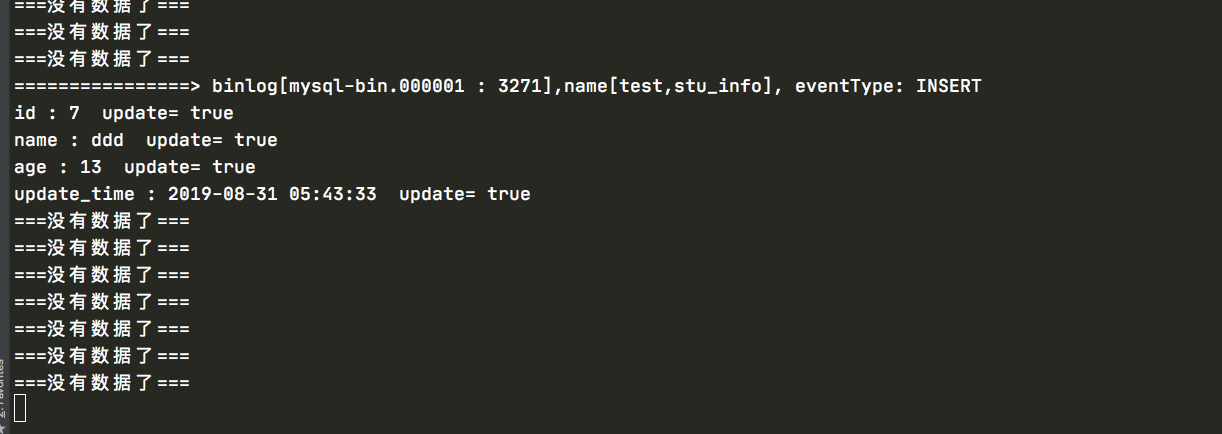 ===没有数据了===
===没有数据了===
===没有数据了===
================> binlog[mysql-bin.000001 : 3271],name[test,stu_info], eventType: INSERT
id : 7  update= true
name : ddd  update= true
age : 13  update= true
update_time : 2019-08-31 05:43:33  update= true
===没有数据了===
===没有数据了===
===没有数据了===
===没有数据了===
===没有数据了===
===没有数据了===
===没有数据了===
2: Favorites